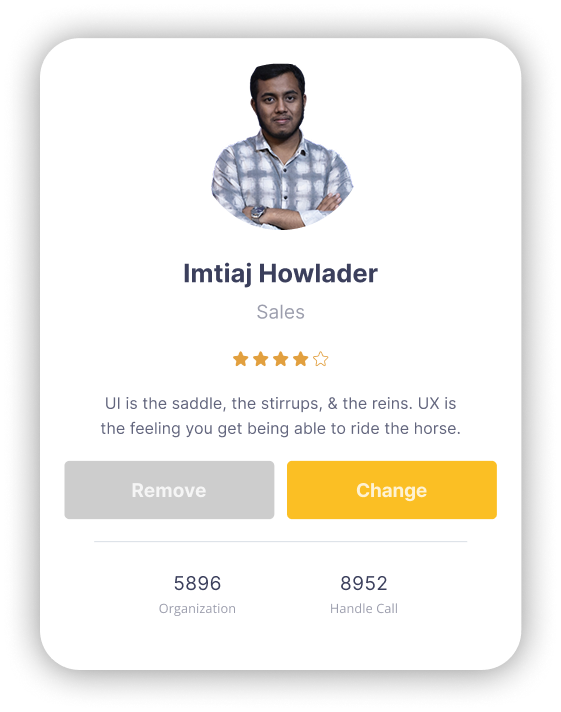 Imtiaj Howlader
Sales
UI is the saddle, the stirrups, & the reins. UX is
the feeling you get being able to ride the horse.
Remove Change
5896 8952
Organization Handle Call